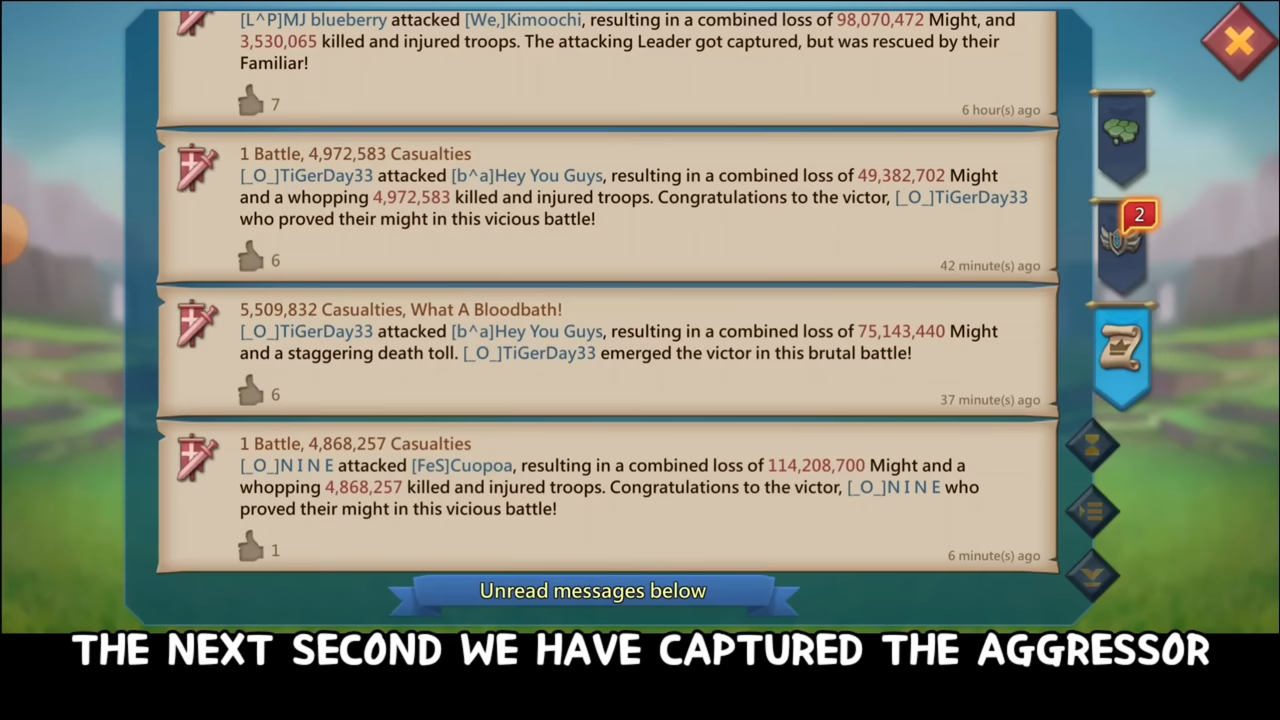 [L^P]MJ blueberry attacked [We,]Kimoochi, resulting in a combined loss of 98,070,472 Might, and
3,530,065 killed and injured troops. The attacking Leader got captured, but was rescued by their
Familiar!
7
6 hour(s) ago
1 Battle, 4,972,583 Casualties
[_O_]TiGerDay33 attacked [b^a]Hey You Guys, resulting in a combined loss of 49,382,702 Might
and a whopping 4,972,583 killed and injured troops. Congratulations to the victor, [_O_]TiGerDay33
who proved their might in this vicious battle!
6
42 minute(s) ago
2
5,509,832 Casualties, What A Bloodbath!
[_O_]TiGerDay33 attacked [b^a]Hey You Guys, resulting in a combined loss of 75,143,440 Might
and a staggering death toll. [_O_]TiGerDay33 emerged the victor in this brutal battle!
6
37 minute(s) ago
1 Battle, 4,868,257 Casualties
[_O_]N I N E attacked [FeS]Cuopoa, resulting in a combined loss of 114,208,700 Might and a
whopping 4,868,257 killed and injured troops. Congratulations to the victor, [_O_]N I N E who
proved their might in this vicious battle!
1
6 minute(s) ago
Unread messages below
THE NEXT SECOND WE HAVE CAPTURED THE AGGRESSOR